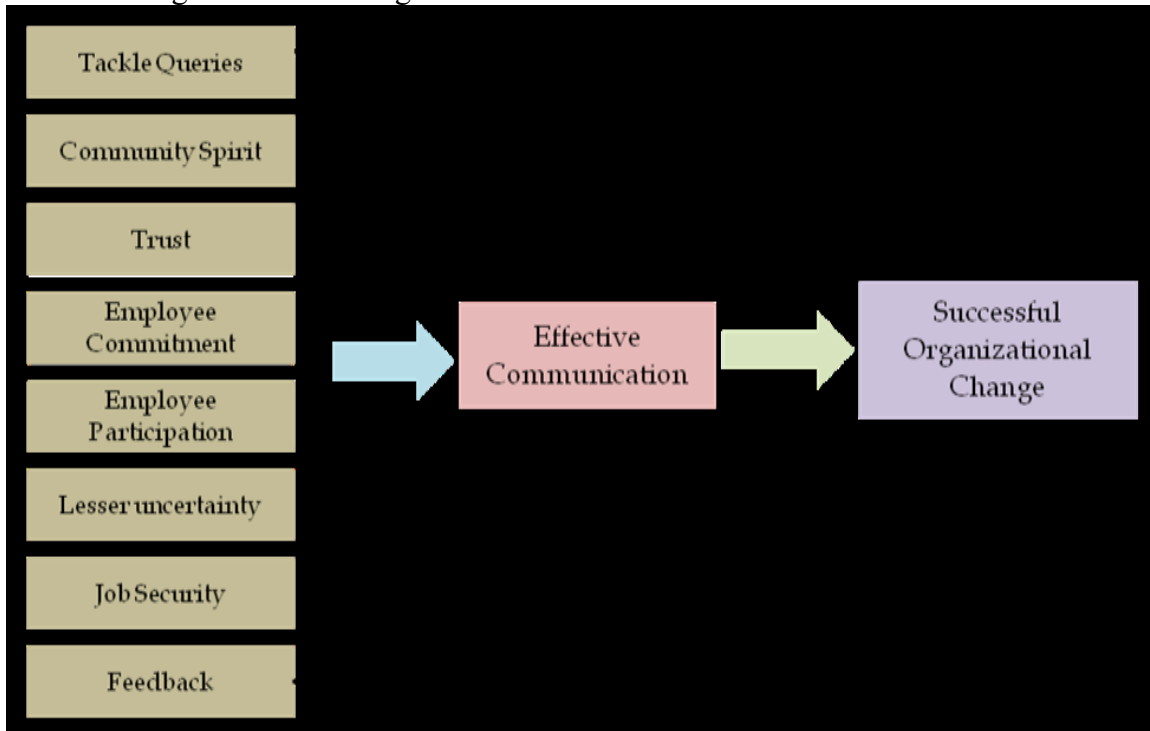 Tackle Queries
Community Spirit
Trust
Employee
Commitment
Employee
Participation
Lesser uncertainty
Job Security
Feedback
Effective
Communication
Successful
Organizational
Change